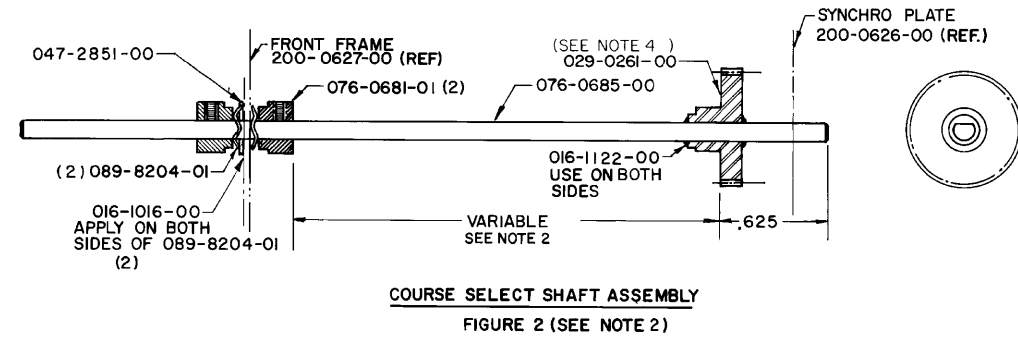 SYNCHRO PLATE
200-0626-00 (REF.)
047-2851-00
FRONT FRAME
200-0627-00 (REF)
(SEE NOTE 4 )
029-0261-00
076-0681-01 (2)
076-0685-00
(2) 089-8204-01
016-1122-00
USE ON BOTH
SIDES
016-1016-00
APPLY ON BOTH
SIDES OF 089-8204-01
(2)
VARIABLE
SEE NOTE 2
.625
COURSE SELECT SHAFT ASSEMBLY
FIGURE 2 (SEE NOTE 2)